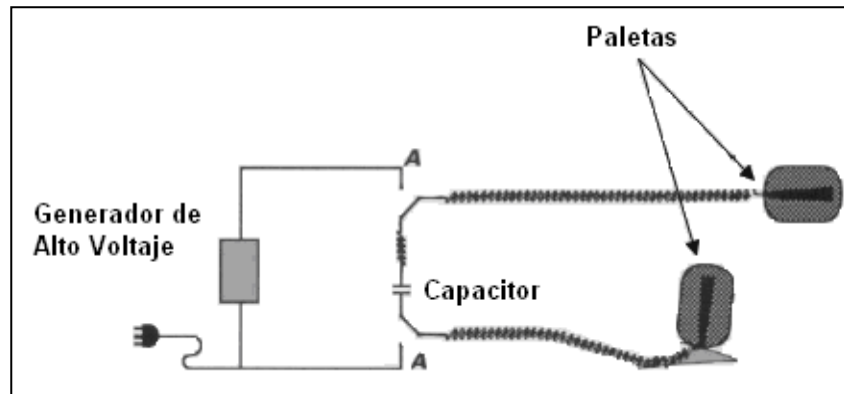 Paletas
A
Generador de
Alto Voltaje
Capacitor
A